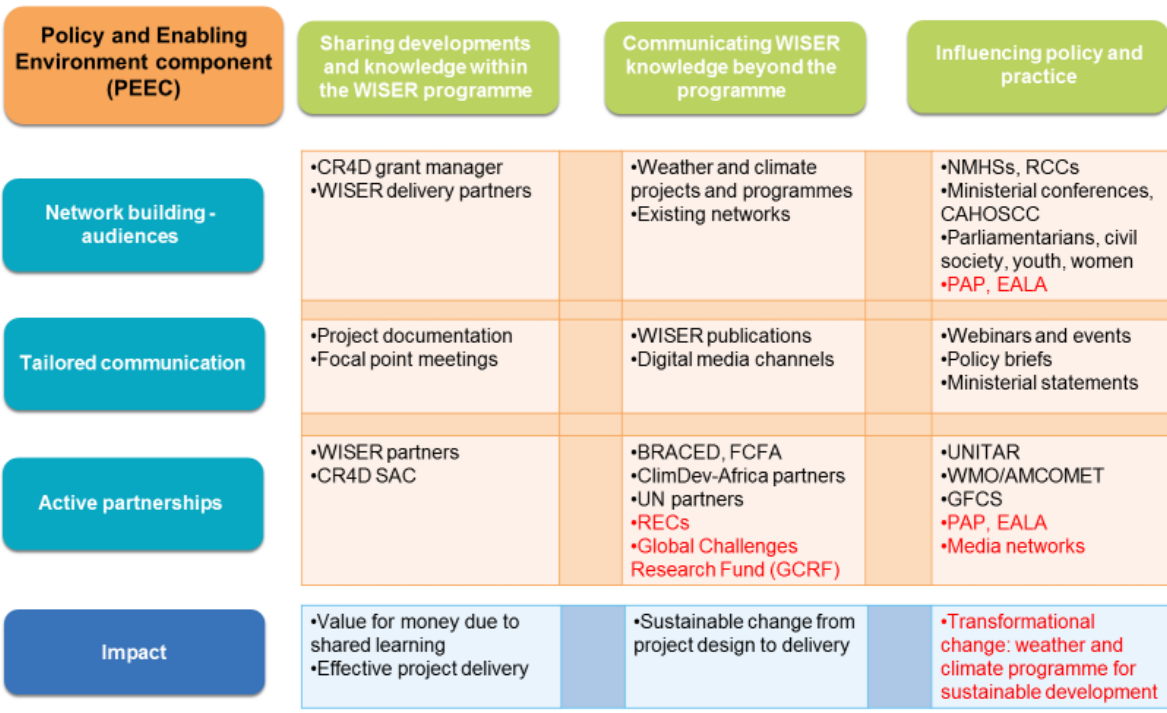 Policy and Enabling
Environment component
(PEEC)
Sharing developments
and knowledge within
the WISER programme
Communicating WISER
knowledge beyond the
programme
Influencing policy and
practice
Network building -
audiences
•CR4D grant manager
•WISER delivery partners
•Weather and climate
projects and programmes
•Existing networks
•NMHSs, RCCs
•Ministerial conferences,
CAHOSCC
•Parliamentarians, civil
society, youth, women
•PAP, EALA
Tailored communication
•Project documentation
•Focal point meetings
•WISER publications
•Digital media channels
•Webinars and events
•Policy briefs
•Ministerial statements
Active partnerships
•WISER partners
•CR4D SAC
•BRACED, FCFA
•ClimDev-Africa partners
•UN partners
•RECs
•Global Challenges
Research Fund (GCRF)
•UNITAR
•WMO/AMCOMET
•GFCS
•PAP, EALA
•Media networks
Impact
•Value for money due to
shared learning
•Effective project delivery
•Sustainable change from
project design to delivery
•Transformational
change: weather and
climate programme for
sustainable development